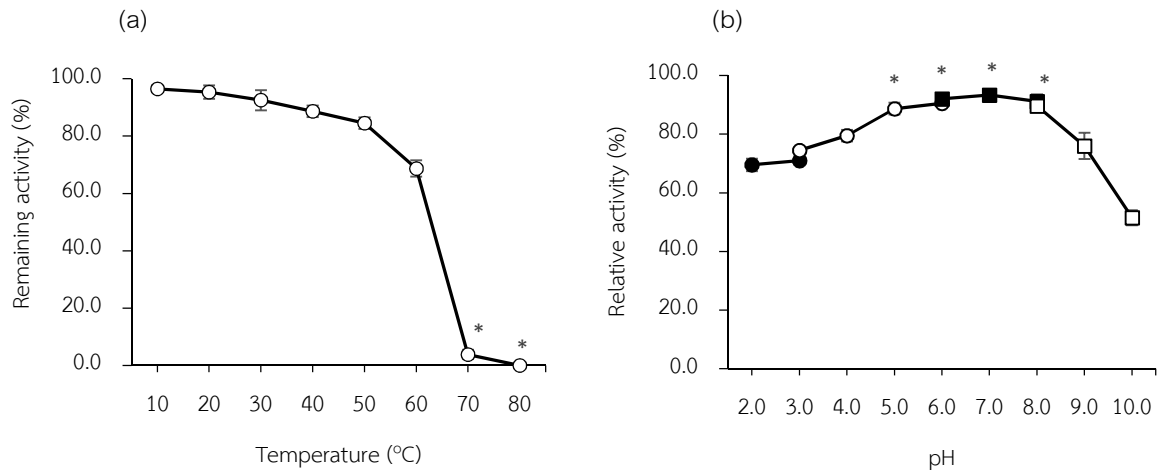 (a)
100.0
80.0
60.0
40.0
20.0
0.0
Remaining activity (%)
*
*
10 20 30 40 50 60 70 80
Temperature (°C)
(b)
100.0
80.0
60.0
40.0
20.0
0.0
Relative activity (%)
* * * *
2.0 3.0 4.0 5.0 6.0 7.0 8.0 9.0 10.0
pH